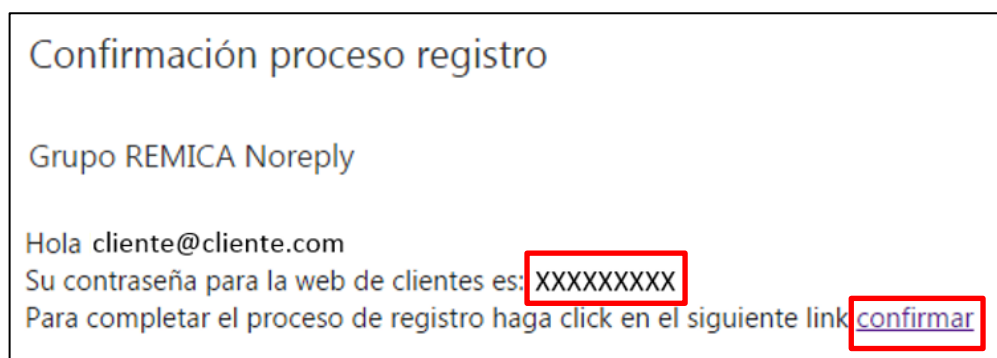 Confirmación proceso registro
Grupo REMICA Noreply
Hola cliente@cliente.com
Su contraseña para la web de clientes es: XXXXXXXXX
Para completar el proceso de registro haga click en el siguiente link confirmar